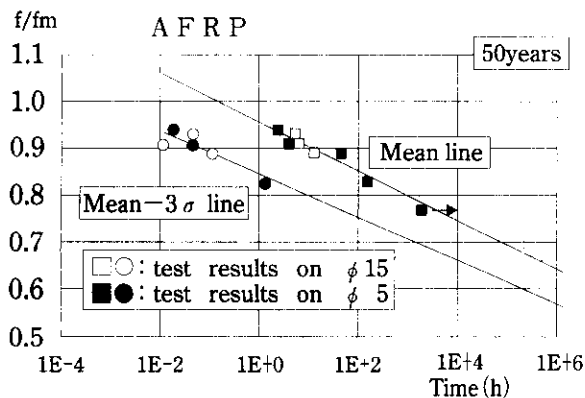 f/fm
A F R P
50years
1.1
1.0
0.9
0.8
0.7
0.6
0.5
Mean line
Mean−3σ line
□○: test results on φ15
■●: test results on φ 5
1E−4
1E−2
1E+0
1E+2
1E+4
1E+6
Time(h)